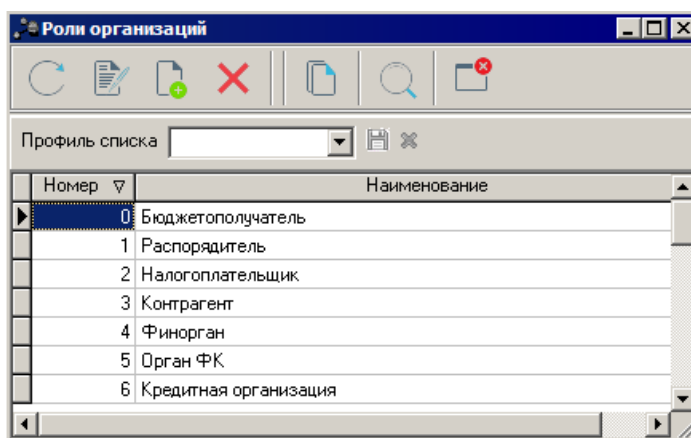 Роли организаций
Профиль списка
Номер Наименование
0 Бюджетополучатель
1 Распорядитель
2 Налогоплательщик
3 Контрагент
4 Финорган
5 Орган ФК
6 Кредитная организация